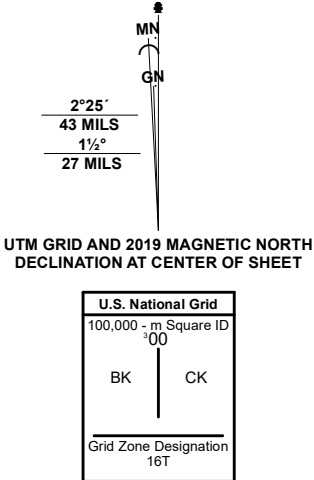 MN
GN
2°25´
43 MILS
1½°
27 MILS
UTM GRID AND 2019 MAGNETIC NORTH
DECLINATION AT CENTER OF SHEET
U.S. National Grid
100,000 - m Square ID
³00
BK CK
Grid Zone Designation
16T